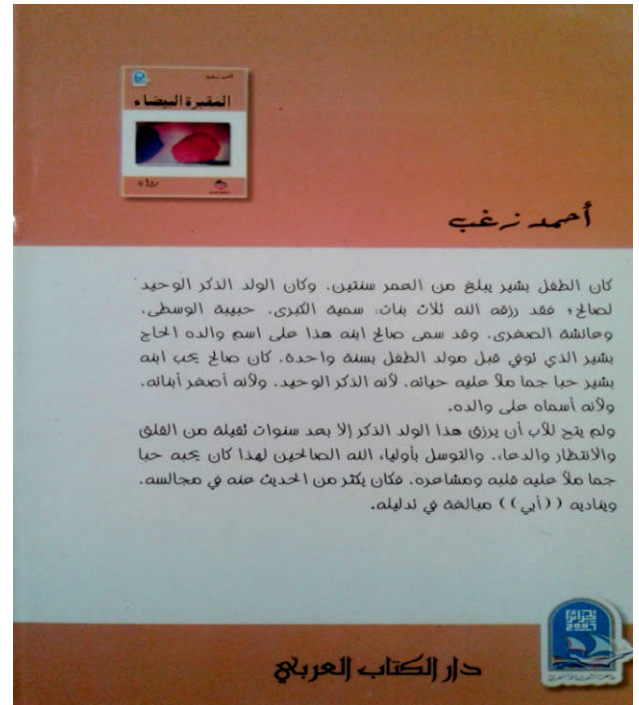 المقبرة البيضاء
رواية
أحمد زغب
كان الطفل بشير يبلغ من العمر سنتين. وكان الولد الذكر الوحيد
لصالح، فقد رزقه الله ثلاث بنات: سمية الكبرى، حبيبة الوسطى،
وعائشة الصغرى. وقد سمى صالح ابنه هذا على اسم والده الحاج
بشير الذي توفي قبل مولد الطفل بسنة واحدة. كان صالح يحب ابنه
بشير حبا جما ملأ عليه حياته. لأنه الذكر الوحيد. ولأنه أصغر أبنائه.
ولأنه أسماه على والده.
ولم يتح للأب أن يرزق هذا الولد الذكر إلا بعد سنوات ثقيلة من القلق
والانتظار والدعاء.. والتوسل بأولياء الله الصالحين لهذا كان يحبه حبا
جما ملأ عليه قلبه ومشاعره. فكان يكثر من الحديث عنه في مجالسه.
ويناديه ((أبي)) مبالغة في تدليله.
الجزائر
2007
دار الكتاب العربي